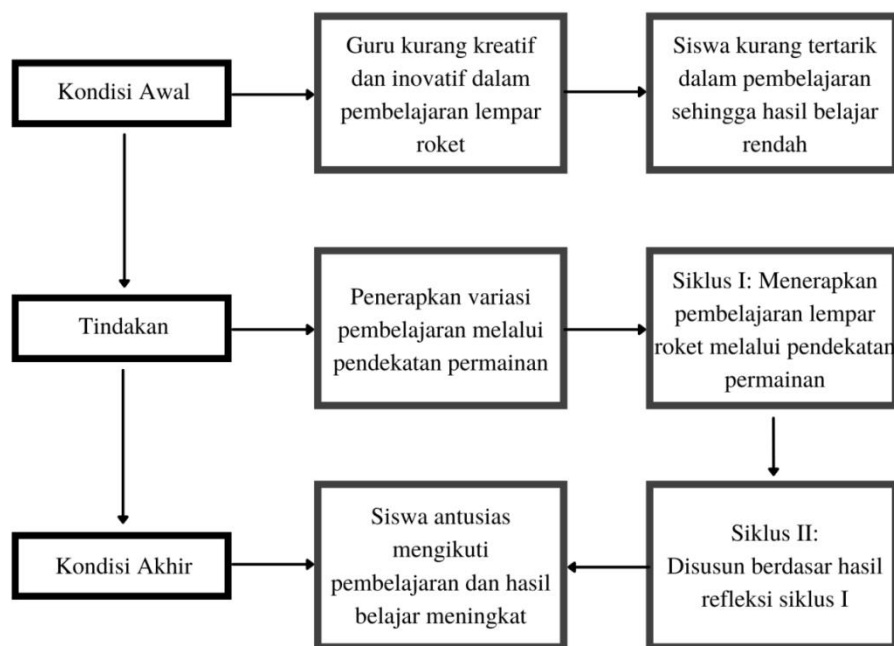 Kondisi Awal
Guru kurang kreatif
dan inovatif dalam
pembelajaran lempar
roket
Siswa kurang tertarik
dalam pembelajaran
sehingga hasil belajar
rendah
Tindakan
Penerapkan variasi
pembelajaran melalui
pendekatan permainan
Siklus I: Menerapkan
pembelajaran lempar
roket melalui pendekatan
permainan
Kondisi Akhir
Siswa antusias
mengikuti
pembelajaran dan hasil
belajar meningkat
Siklus II:
Disusun berdasar hasil
refleksi siklus I